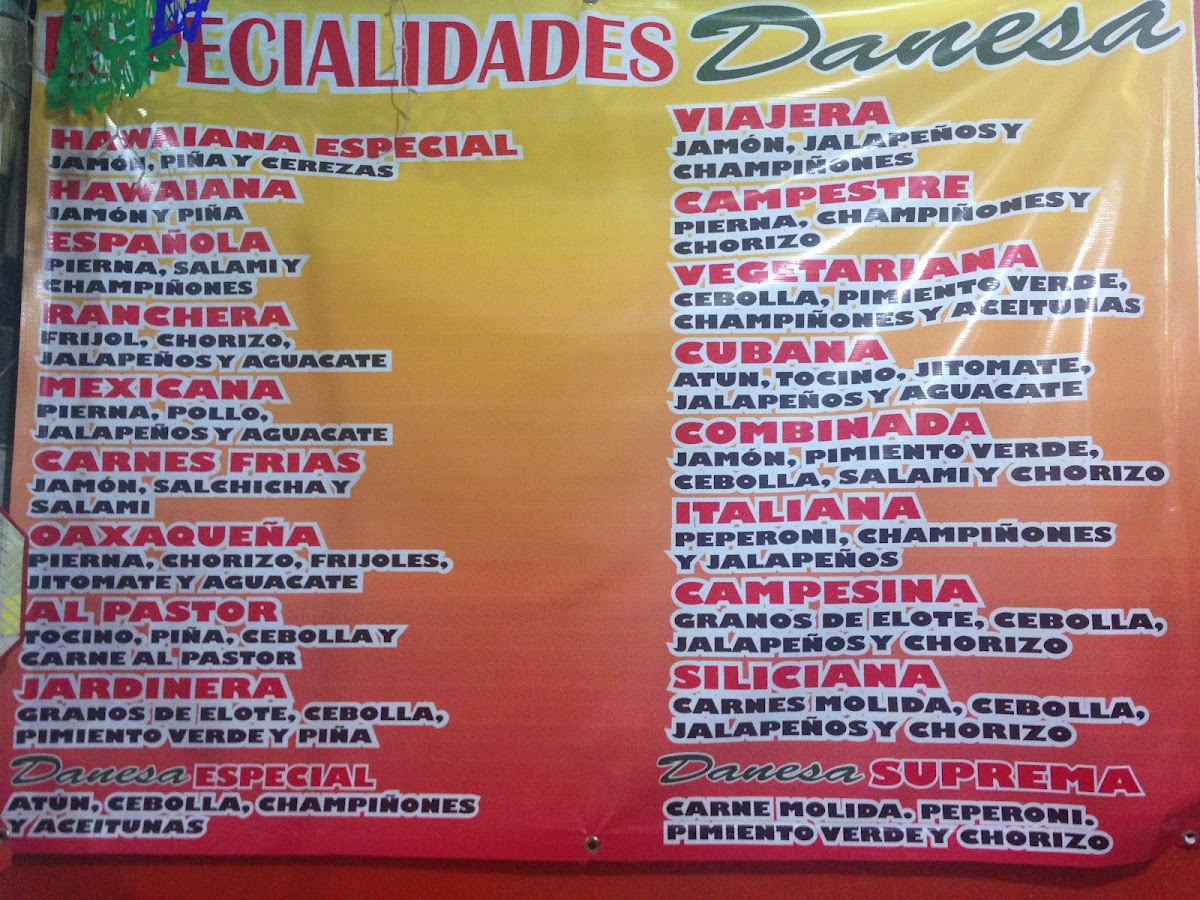 ESPECIALIDADES Danesa
HAWAIANA ESPECIAL
JAMÓN, PIÑA Y CEREZAS
HAWAIANA
JAMÓN Y PIÑA
ESPAÑOLA
PIERNA, SALAMI Y
CHAMPIÑONES
RANCHERA
FRIJOL, CHORIZO,
JALAPEÑOS Y AGUACATE
MEXICANA
PIERNA, POLLO,
JALAPEÑOS Y AGUACATE
CARNES FRIAS
JAMÓN, SALCHICHA Y
SALAMI
OAXAQUEÑA
PIERNA, CHORIZO, FRIJOLES,
JITOMATE Y AGUACATE
AL PASTOR
TOCINO, PIÑA, CEBOLLA Y
CARNE AL PASTOR
JARDINERA
GRANOS DE ELOTE, CEBOLLA,
PIMIENTO VERDE Y PIÑA
Danesa ESPECIAL
ATÚN, CEBOLLA, CHAMPIÑONES
Y ACEITUNAS
VIAJERA
JAMÓN, JALAPEÑOS Y
CHAMPIÑONES
CAMPESTRE
PIERNA, CHAMPIÑONES Y
CHORIZO
VEGETARIANA
CEBOLLA, PIMIENTO VERDE,
CHAMPIÑONES Y ACEITUNAS
CUBANA
ATUN, TOCINO, JITOMATE,
JALAPEÑOS Y AGUACATE
COMBINADA
JAMÓN, PIMIENTO VERDE,
CEBOLLA, SALAMI Y CHORIZO
ITALIANA
PEPERONI, CHAMPIÑONES
Y JALAPEÑOS
CAMPESINA
GRANOS DE ELOTE, CEBOLLA,
JALAPEÑOS Y CHORIZO
SILICIANA
CARNES MOLIDA, CEBOLLA,
JALAPEÑOS Y CHORIZO
Danesa SUPREMA
CARNE MOLIDA. PEPERONI.
PIMIENTO VERDE Y CHORIZO